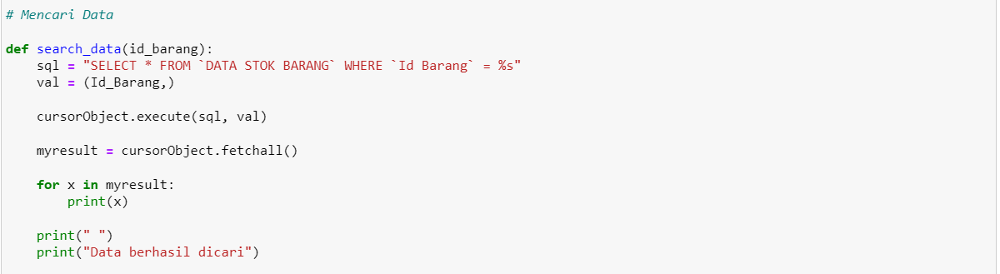 # Mencari Data
def search_data(id_barang):
    sql = "SELECT * FROM `DATA STOK BARANG` WHERE `Id Barang` = %s"
    val = (Id_Barang,)
    cursorObject.execute(sql, val)
    myresult = cursorObject.fetchall()
    for x in myresult:
        print(x)
    print(" ")
    print("Data berhasil dicari")